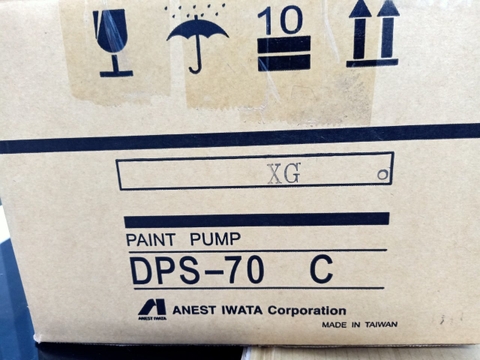 10
XG
PAINT PUMP
DPS-70 C
ANEST IWATA
ANEST IWATA Corporation
MADE IN TAIWAN